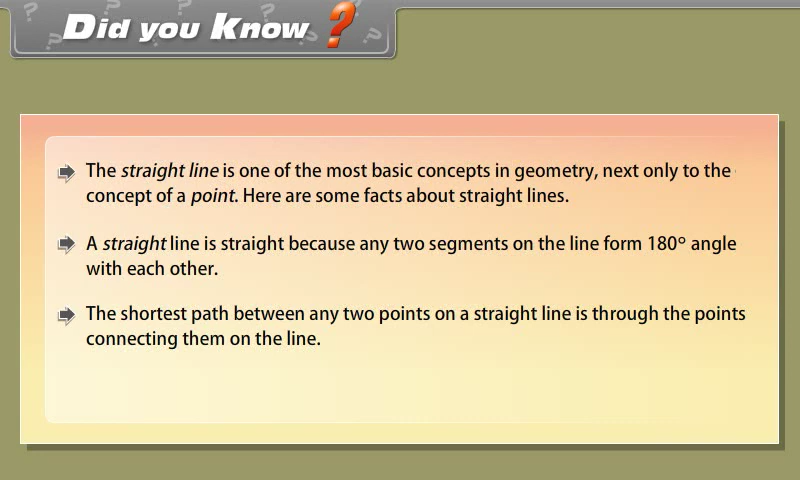 Did you Know ?
The straight line is one of the most basic concepts in geometry, next only to the
concept of a point. Here are some facts about straight lines.
A straight line is straight because any two segments on the line form 180º angle
with each other.
The shortest path between any two points on a straight line is through the points
connecting them on the line.